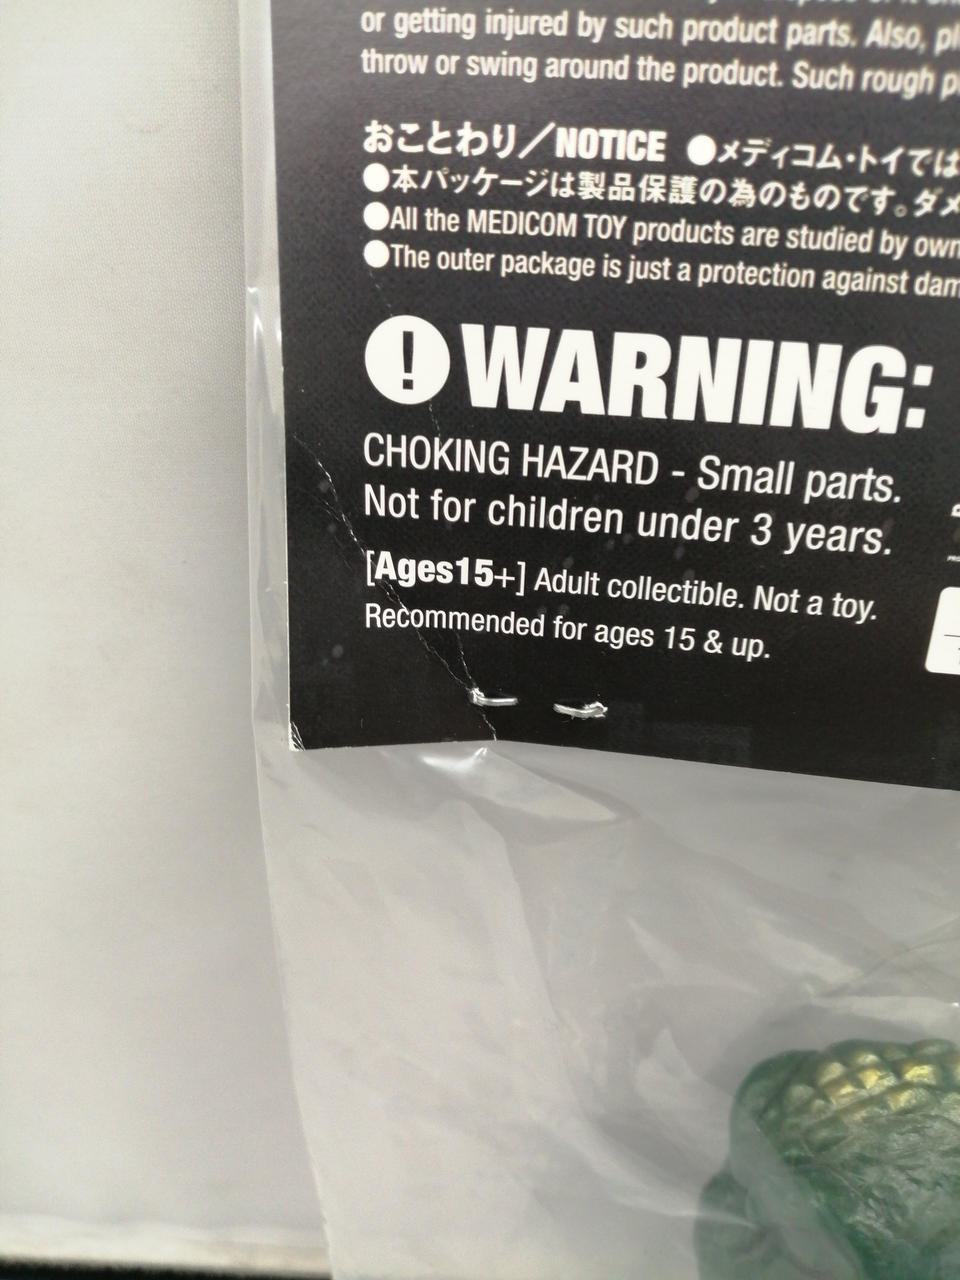 or getting injured by such product parts. Also,
throw or swing around the product. Such rough
おことわり／NOTICE ●メディコム・トイでは
●本パッケージは製品保護の為のものです。ダメ
●All the MEDICOM TOY products are studied by own
●The outer package is just a protection against dam
! WARNING:
CHOKING HAZARD - Small parts.
Not for children under 3 years.
[Ages15+] Adult collectible. Not a toy.
Recommended for ages 15 & up.